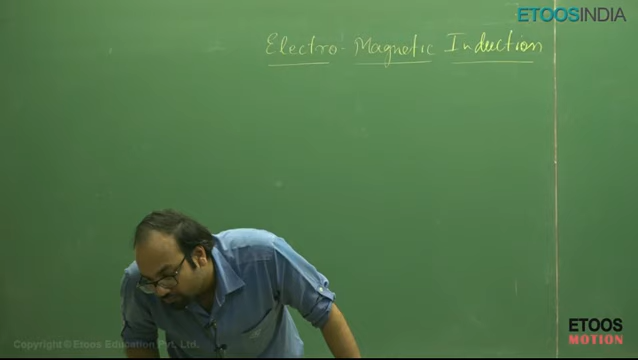 ETOOSINDIA
Electro-Magnetic Induction
Copyright © Etoos Education Pvt. Ltd.
ETOOS
MOTION